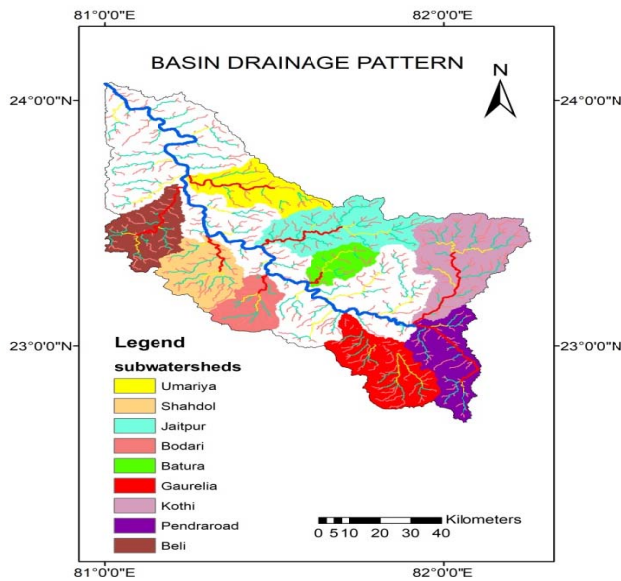 81°0'0"E 82°0'0"E
BASIN DRAINAGE PATTERN
N
24°0'0"N 24°0'0"N
23°0'0"N 23°0'0"N
Legend
subwatersheds
Umariya
Shahdol
Jaitpur
Bodari
Batura
Gaurelia
Kothi
Pendraroad
Beli
Kilometers
0 5 10 20 30 40
81°0'0"E 82°0'0"E